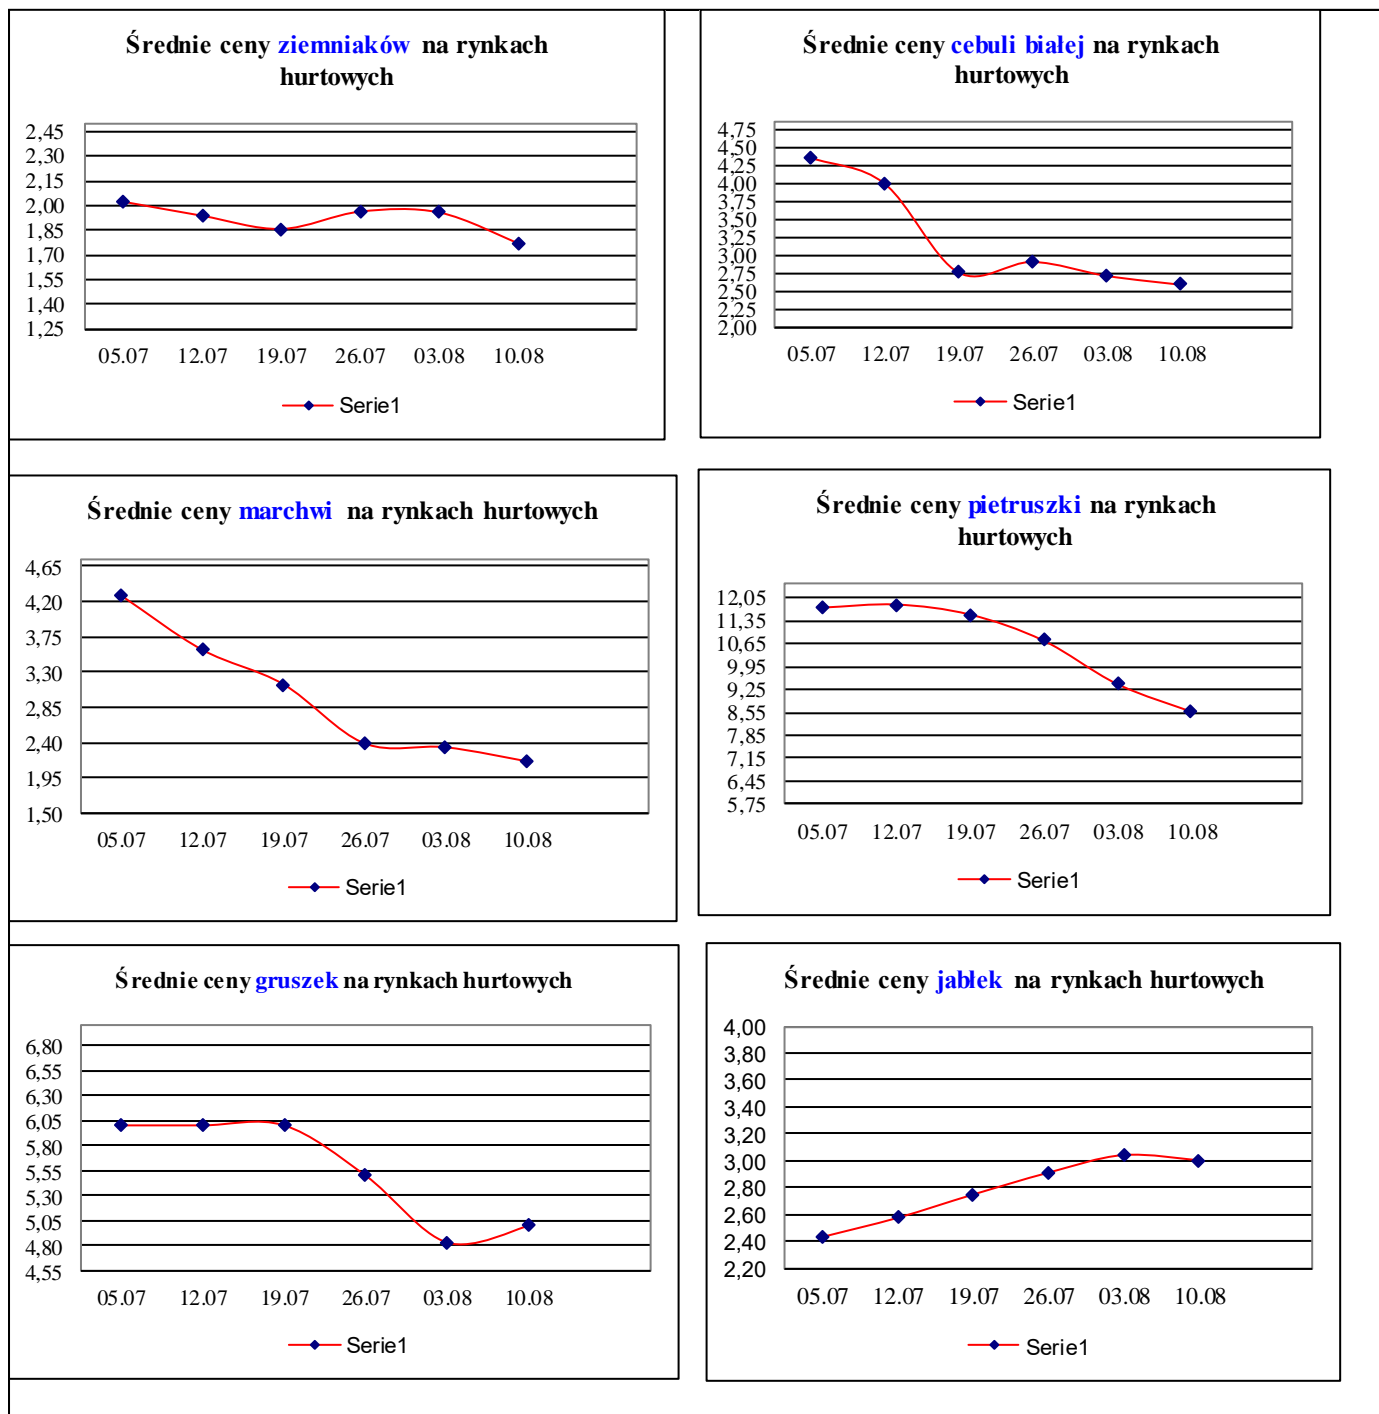 Średnie ceny ziemniaków na rynkach
hurtowych
2,45
2,30
2,15
2,00
1,85
1,70
1,55
1,40
1,25
05.07 12.07 19.07 26.07 03.08 10.08
Serie1
Średnie ceny cebuli białej na rynkach
hurtowych
4,75
4,50
4,25
4,00
3,75
3,50
3,25
3,00
2,75
2,50
2,25
2,00
05.07 12.07 19.07 26.07 03.08 10.08
Serie1
Średnie ceny marchwi na rynkach hurtowych
4,65
4,20
3,75
3,30
2,85
2,40
1,95
1,50
05.07 12.07 19.07 26.07 03.08 10.08
Serie1
Średnie ceny pietruszki na rynkach
hurtowych
12,05
11,35
10,65
9,95
9,25
8,55
7,85
7,15
6,45
5,75
05.07 12.07 19.07 26.07 03.08 10.08
Serie1
Średnie ceny gruszek na rynkach hurtowych
6,80
6,55
6,30
6,05
5,80
5,55
5,30
5,05
4,80
4,55
05.07 12.07 19.07 26.07 03.08 10.08
Serie1
Średnie ceny jabłek na rynkach hurtowych
4,00
3,80
3,60
3,40
3,20
3,00
2,80
2,60
2,40
2,20
05.07 12.07 19.07 26.07 03.08 10.08
Serie1